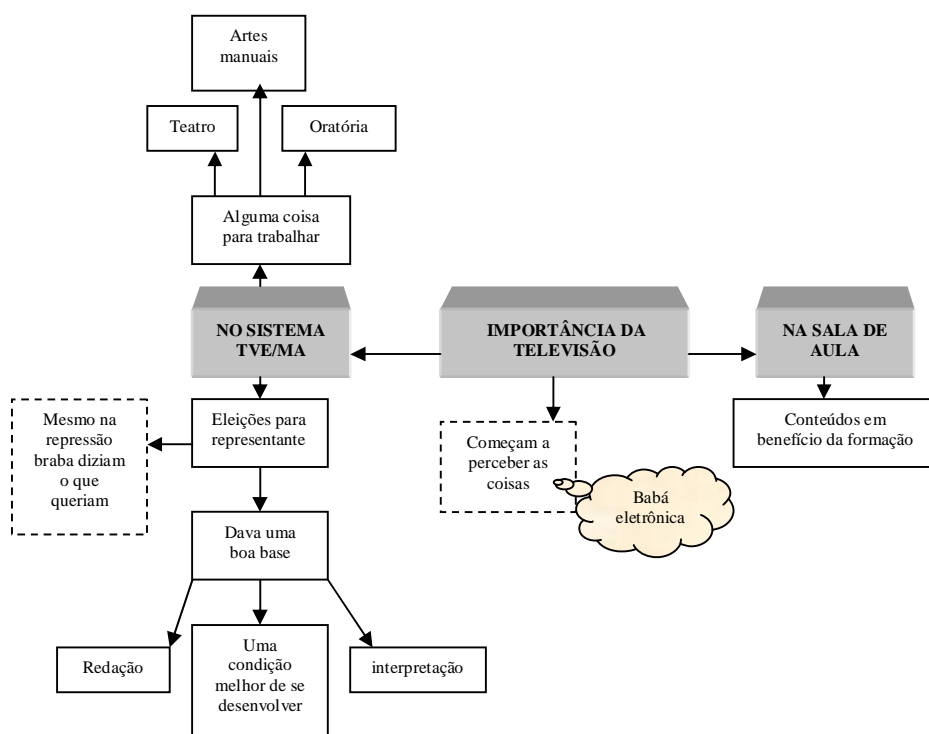 Artes
manuais
Teatro
Oratória
Alguma coisa
para trabalhar
NO SISTEMA
TVE/MA
IMPORTÂNCIA DA
TELEVISÃO
NA SALA DE
AULA
Mesmo na
repressão
braba diziam
o que
queriam
Eleições para
representante
Começam a
perceber as
coisas
Babá
eletrônica
Conteúdos em
benefício da formação
Dava uma
boa base
Redação
Uma
condição
melhor de se
desenvolver
interpretação